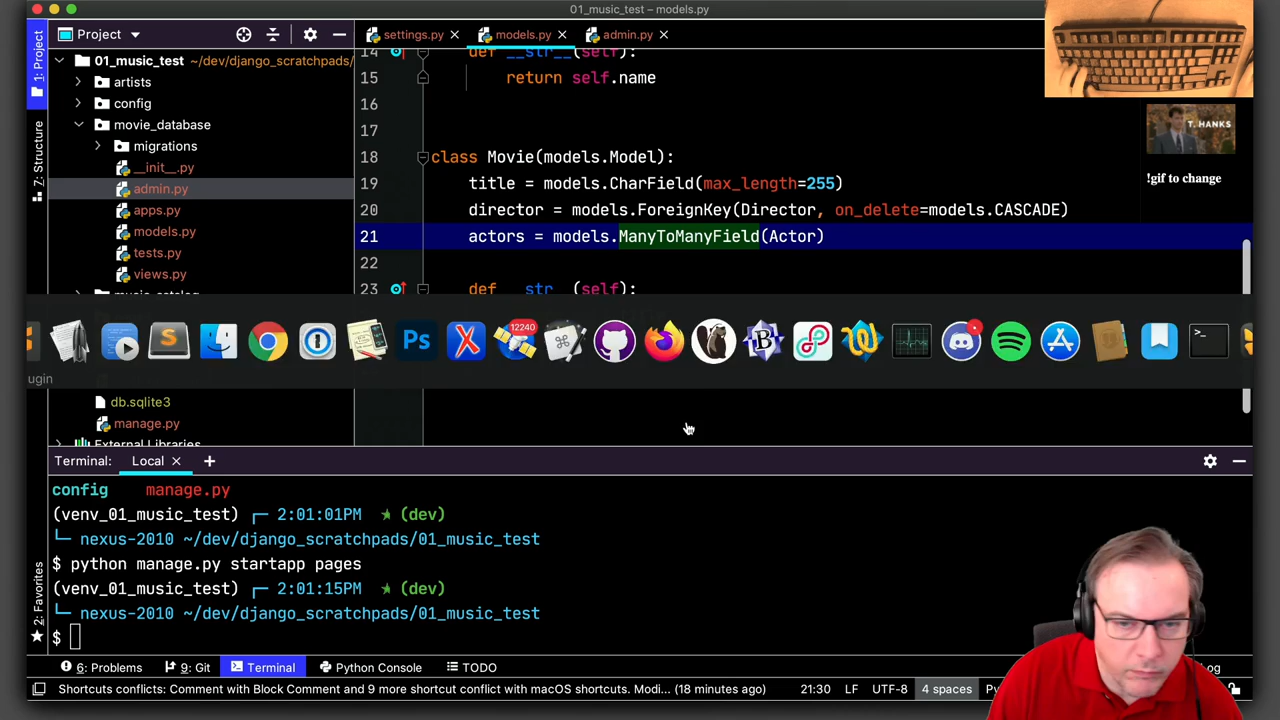 01_music_test – models.py
Project
settings.py
models.py
admin.py
1: Project
7: Structure
2: Favorites
01_music_test ~/dev/django_scratchpads/
artists
config
movie_database
migrations
__init__.py
admin.py
apps.py
models.py
tests.py
views.py
db.sqlite3
manage.py
External Libraries
14 def __str__(self):
15 return self.name
16
17
18 class Movie(models.Model):
19 title = models.CharField(max_length=255)
20 director = models.ForeignKey(Director, on_delete=models.CASCADE)
21 actors = models.ManyToManyField(Actor)
22
23 def __str__(self):
T. HANKS
!gif to change
Ps
12240
ugin
Terminal: Local +
config manage.py
(venv_01_music_test) 2:01:01PM ★ (dev)
nexus-2010 ~/dev/django_scratchpads/01_music_test
$ python manage.py startapp pages
(venv_01_music_test) 2:01:15PM ★ (dev)
nexus-2010 ~/dev/django_scratchpads/01_music_test
$
6: Problems
9: Git
Terminal
Python Console
TODO
Shortcuts conflicts: Comment with Block Comment and 9 more shortcut conflict with macOS shortcuts. Modi... (18 minutes ago)
21:30
LF
UTF-8
4 spaces